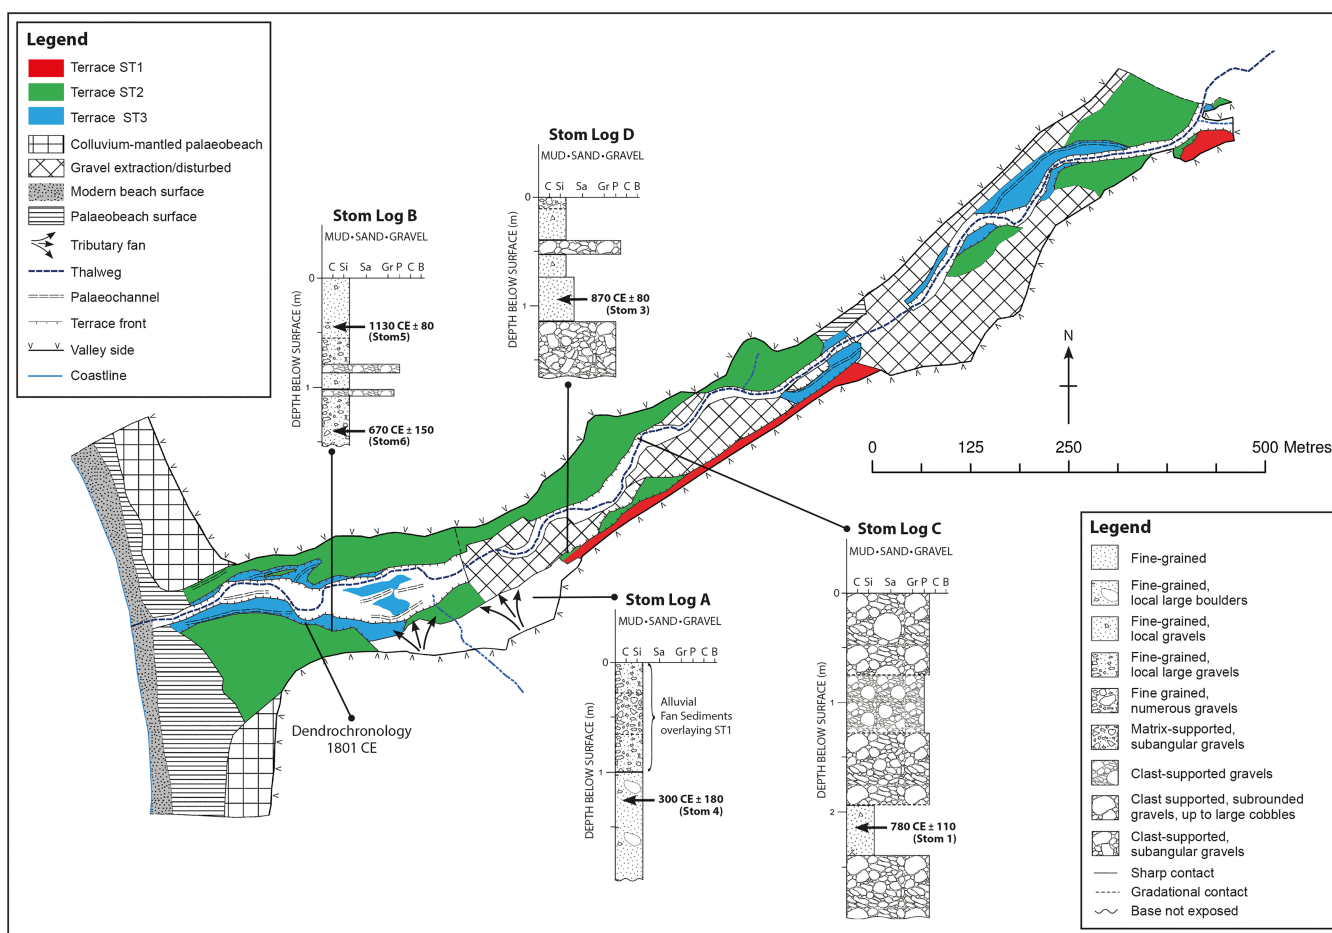 Legend
Terrace ST1
Terrace ST2
Terrace ST3
Colluvium-mantled palaeobeach
Gravel extraction/disturbed
Modern beach surface
Palaeobeach surface
Tributary fan
Thalweg
Palaeochannel
Terrace front
Valley side
Coastline
Stom Log B
MUD•SAND•GRAVEL
C Si Sa Gr P C B
DEPTH BELOW SURFACE (m)
0
1
1130 CE ± 80
(Stom5)
670 CE ± 150
(Stom6)
Stom Log D
MUD•SAND•GRAVEL
C Si Sa Gr P C B
DEPTH BELOW SURFACE (m)
0
1
870 CE ± 80
(Stom 3)
N
0 125 250 500 Metres
Dendrochronology
1801 CE
Stom Log A
MUD•SAND•GRAVEL
C Si Sa Gr P C B
DEPTH BELOW SURFACE (m)
0
1
Alluvial
Fan Sediments
overlaying ST1
300 CE ± 180
(Stom 4)
Stom Log C
MUD•SAND•GRAVEL
C Si Sa Gr P C B
DEPTH BELOW SURFACE (m)
0
1
2
780 CE ± 110
(Stom 1)
Legend
Fine-grained
Fine-grained,
local large boulders
Fine-grained,
local gravels
Fine-grained,
local large gravels
Fine grained,
numerous gravels
Matrix-supported,
subangular gravels
Clast-supported gravels
Clast supported, subrounded
gravels, up to large cobbles
Clast-supported,
subangular gravels
Sharp contact
Gradational contact
Base not exposed